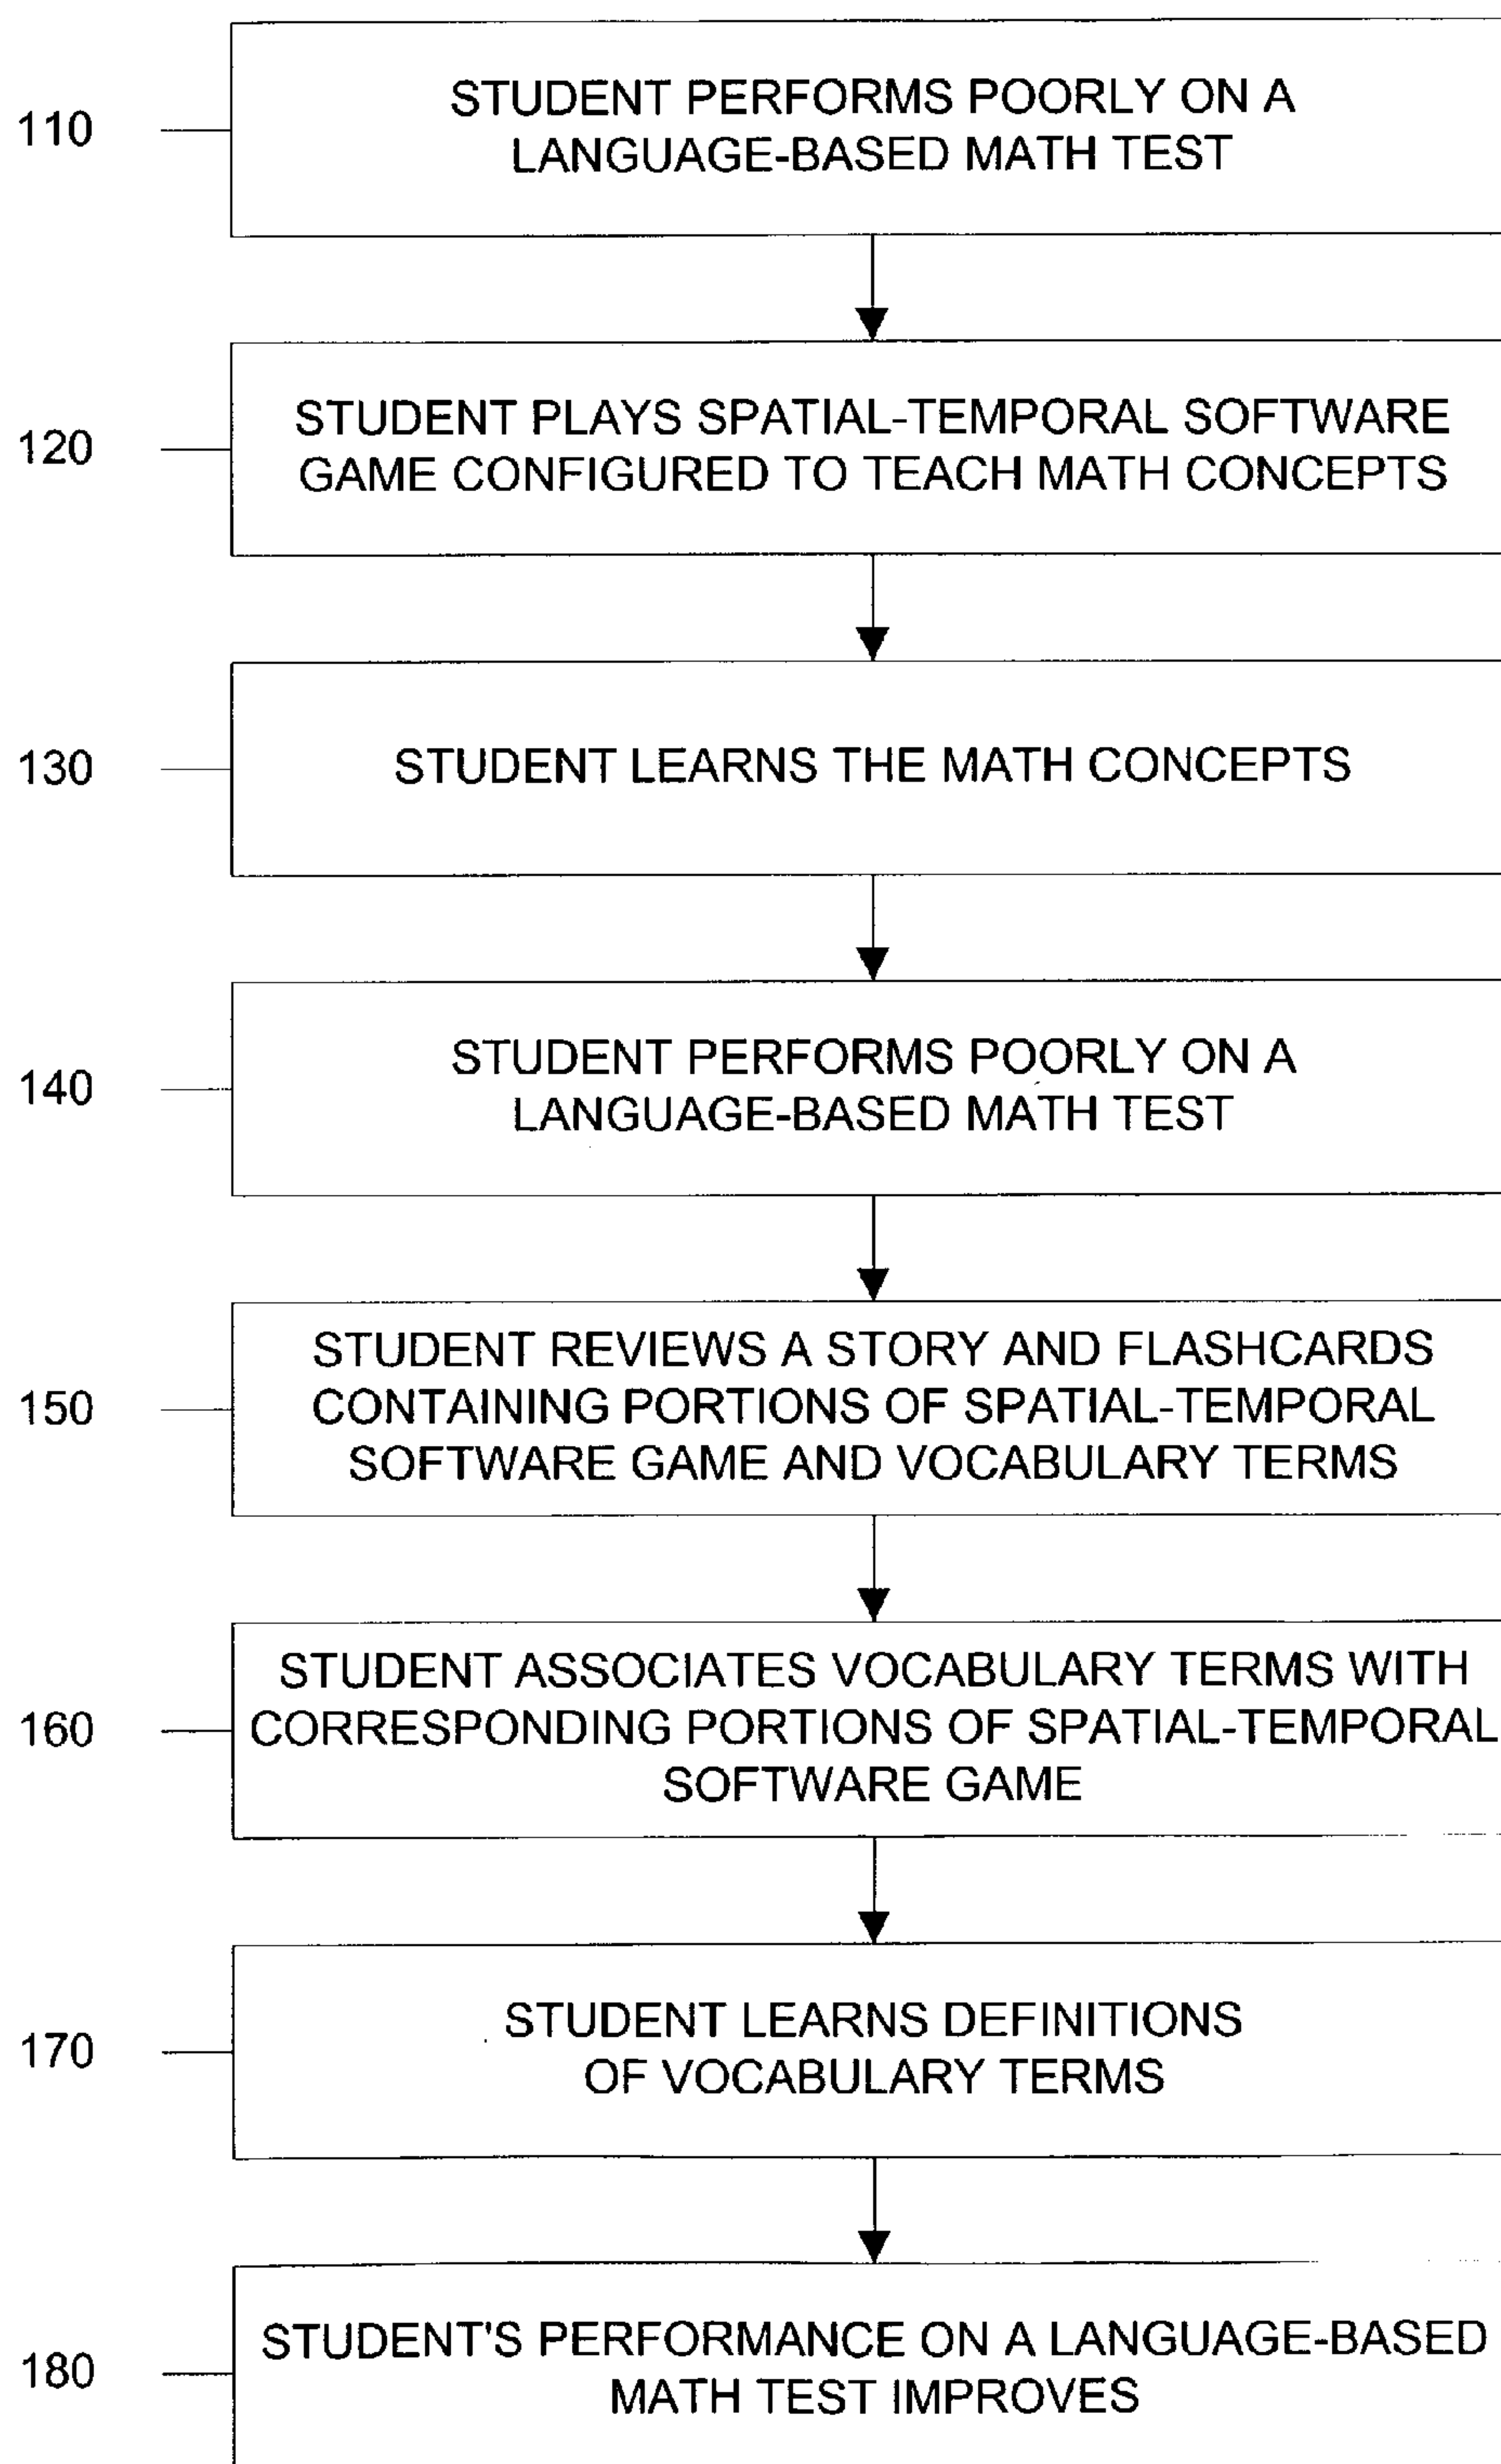 110
STUDENT PERFORMS POORLY ON A
LANGUAGE-BASED MATH TEST
120
STUDENT PLAYS SPATIAL-TEMPORAL SOFTWARE
GAME CONFIGURED TO TEACH MATH CONCEPTS
130
STUDENT LEARNS THE MATH CONCEPTS
140
STUDENT PERFORMS POORLY ON A
LANGUAGE-BASED MATH TEST
150
STUDENT REVIEWS A STORY AND FLASHCARDS
CONTAINING PORTIONS OF SPATIAL-TEMPORAL
SOFTWARE GAME AND VOCABULARY TERMS
160
STUDENT ASSOCIATES VOCABULARY TERMS WITH
CORRESPONDING PORTIONS OF SPATIAL-TEMPORAL
SOFTWARE GAME
170
STUDENT LEARNS DEFINITIONS
OF VOCABULARY TERMS
180
STUDENT'S PERFORMANCE ON A LANGUAGE-BASED
MATH TEST IMPROVES